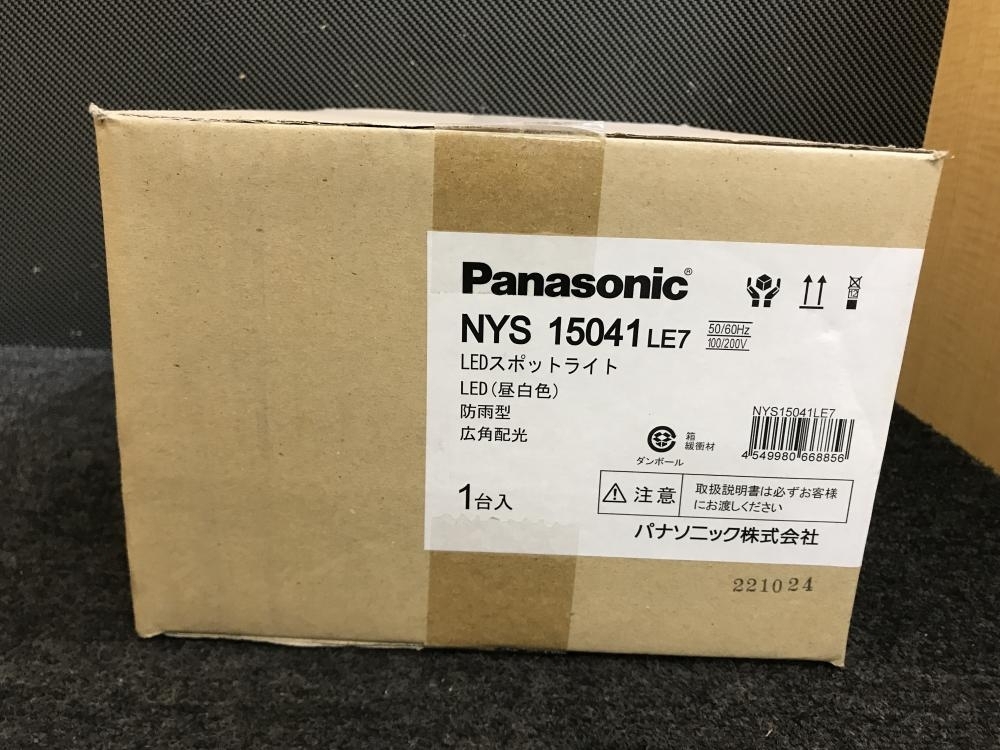 Panasonic®
NYS 15041 LE7
50/60Hz
100/200V
LEDスポットライト
LED(昼白色)
防雨型
広角配光
1台入
12
NYS15041LE7
4 549980 668856
箱
緩衝材
ダンボール
注意
取扱説明書は必ずお客様
にお渡しください
パナソニック株式会社
221024